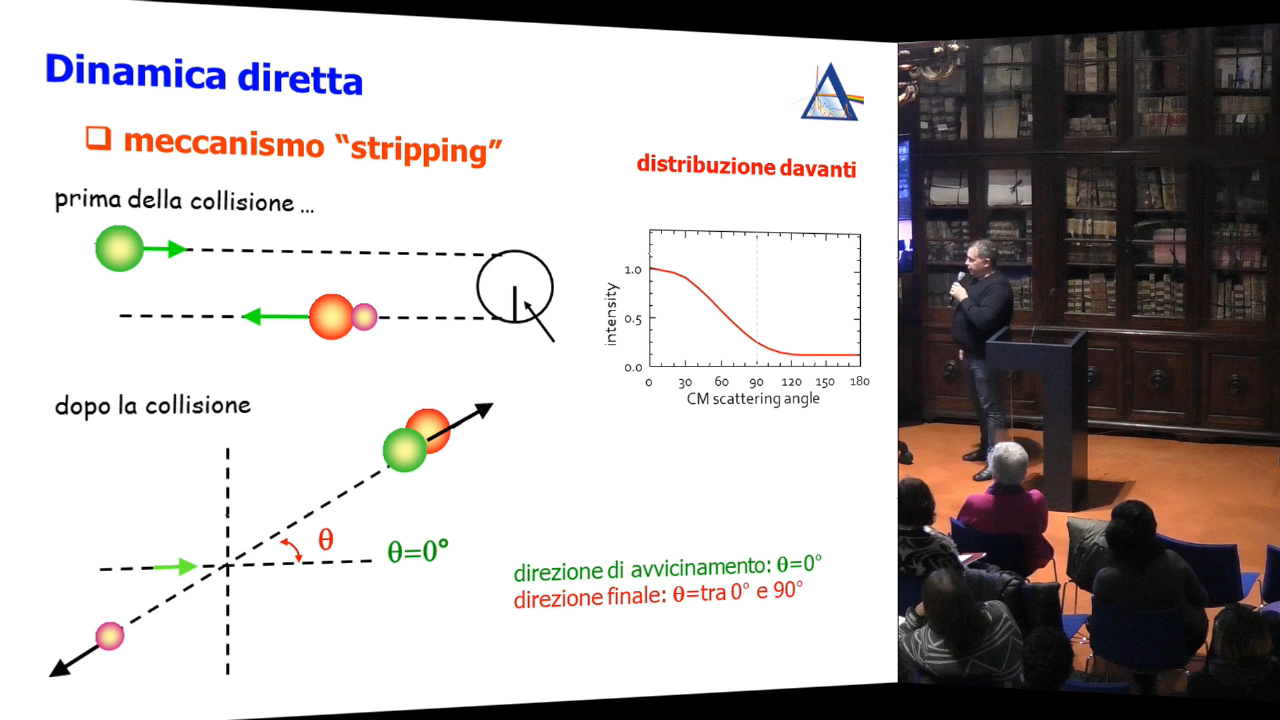 Dinamica diretta
❑ meccanismo “stripping”
prima della collisione ...
dopo la collisione
θ
θ=0°
distribuzione davanti
intensity
1.0
0.5
0.0
0 30 60 90 120 150 180
CM scattering angle
direzione di avvicinamento: θ=0°
direzione finale: θ=tra 0° e 90°